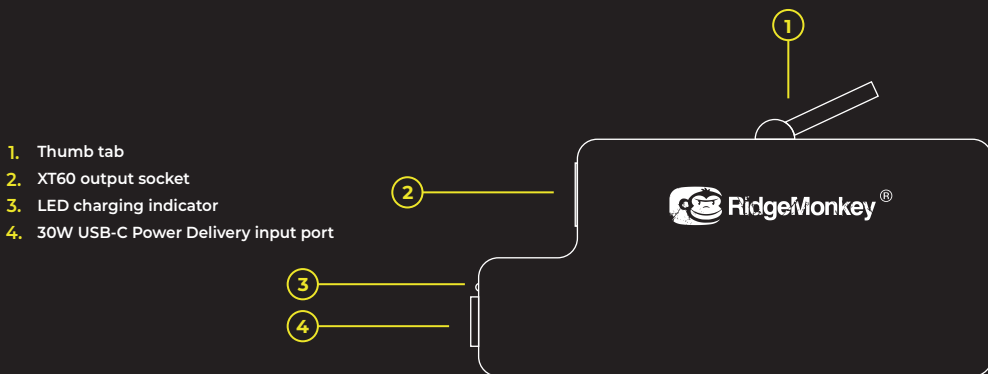 1
1. Thumb tab
2. XT60 output socket
3. LED charging indicator
4. 30W USB-C Power Delivery input port
2
RidgeMonkey®
3
4